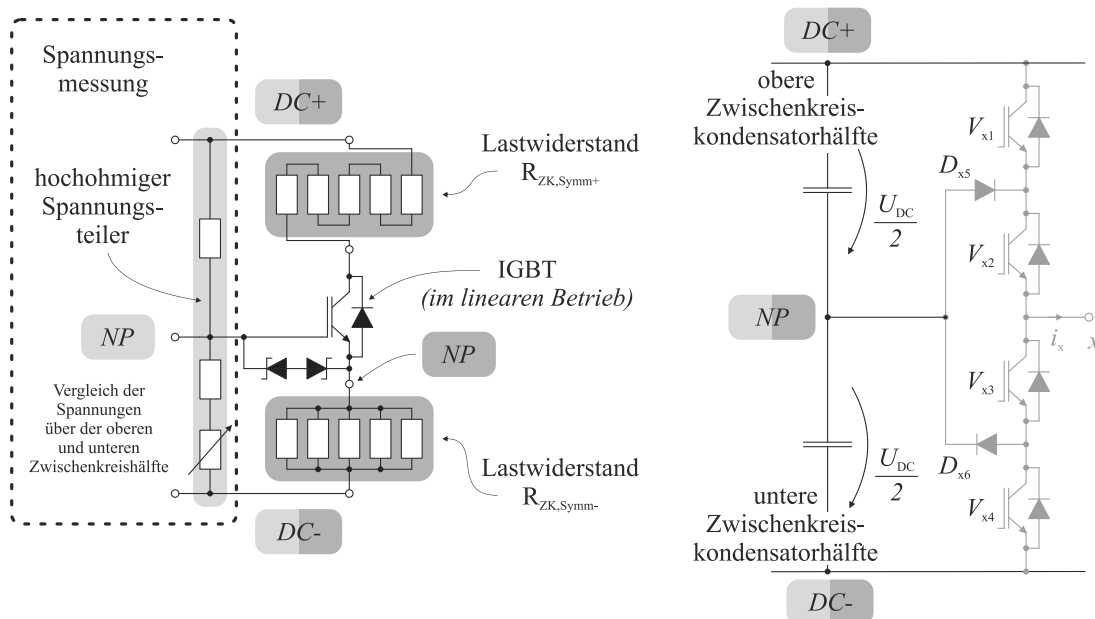 Spannungs-
messung
DC+
hochohmiger
Spannungs-
teiler
Lastwiderstand
R_ZK,Symm+
IGBT
(im linearen Betrieb)
NP
NP
Vergleich der
Spannungen
über der oberen
und unteren
Zwischenkreishälfte
Lastwiderstand
R_ZK,Symm-
DC-
DC+
obere
Zwischenkreis-
kondensatorhälfte
U_DC
2
NP
U_DC
2
untere
Zwischenkreis-
kondensatorhälfte
DC-
V_x1
D_x5
V_x2
i_x
x
V_x3
D_x6
V_x4